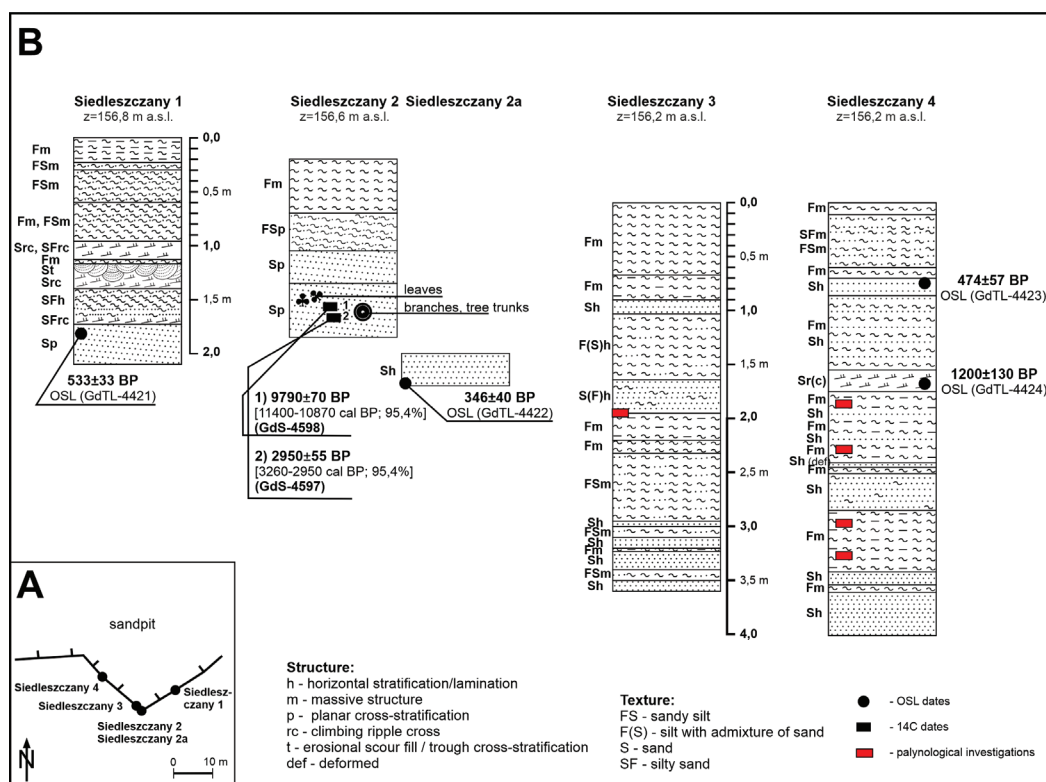 B
Siedleszczany 1
z=156,8 m a.s.l.
Fm
FSm
FSm
Fm, FSm
Src, SFrc
Fm
St
Src
SFh
SFrc
Sp
0,0
0,5 m
1,0
1,5 m
2,0
533±33 BP
OSL (GdTL-4421)
Siedleszczany 2
z=156,6 m a.s.l.
Fm
FSp
Sp
Sp
leaves
branches, tree trunks
1
2
1) 9790±70 BP
[11400-10870 cal BP; 95,4%]
(GdS-4598)
2) 2950±55 BP
[3260-2950 cal BP; 95,4%]
(GdS-4597)
Siedleszczany 2a
Sh
346±40 BP
OSL (GdTL-4422)
Siedleszczany 3
z=156,2 m a.s.l.
Fm
Fm
Sh
F(S)h
S(F)h
Fm
Fm
FSm
Sh
FSm
Sh
Fm
Sh
FSm
Sh
0,0
0,5 m
1,0
1,5 m
2,0
2,5 m
3,0
3,5 m
4,0
Siedleszczany 4
z=156,2 m a.s.l.
Fm
SFm
FSm
Fm
Sh
Fm
Sh
Sr(c)
Fm
Sh
Fm
Sh
Fm
Sh (def)
Fm
Sh
Fm
Sh
Fm
Sh
474±57 BP
OSL (GdTL-4423)
1200±130 BP
OSL (GdTL-4424)
A
sandpit
Siedleszczany 4
Siedleszczany 3
Siedleszczany 2
Siedleszczany 2a
Siedlesz-
czany 1
N
0 10 m
Structure:
h - horizontal stratification/lamination
m - massive structure
p - planar cross-stratification
rc - climbing ripple cross
t - erosional scour fill / trough cross-stratification
def - deformed
Texture:
FS - sandy silt
F(S) - silt with admixture of sand
S - sand
SF - silty sand
- OSL dates
- 14C dates
- palynological investigations